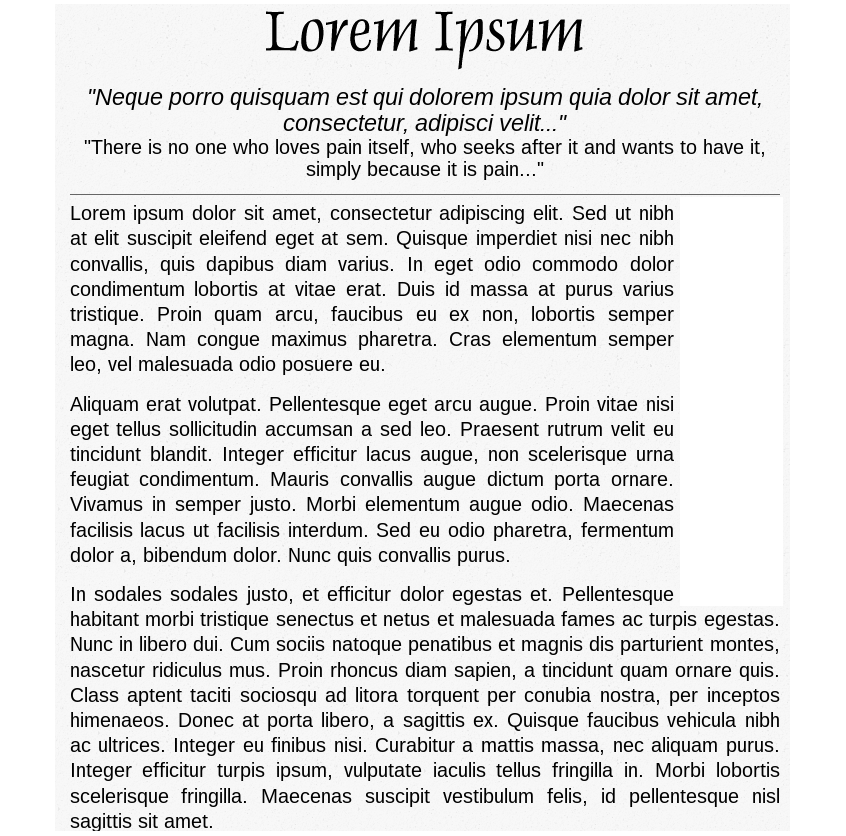 Lorem Ipsum
"Neque porro quisquam est qui dolorem ipsum quia dolor sit amet,
consectetur, adipisci velit..."
"There is no one who loves pain itself, who seeks after it and wants to have it,
simply because it is pain..."
Lorem ipsum dolor sit amet, consectetur adipiscing elit. Sed ut nibh
at elit suscipit eleifend eget at sem. Quisque imperdiet nisi nec nibh
convallis, quis dapibus diam varius. In eget odio commodo dolor
condimentum lobortis at vitae erat. Duis id massa at purus varius
tristique. Proin quam arcu, faucibus eu ex non, lobortis semper
magna. Nam congue maximus pharetra. Cras elementum semper
leo, vel malesuada odio posuere eu.
Aliquam erat volutpat. Pellentesque eget arcu augue. Proin vitae nisi
eget tellus sollicitudin accumsan a sed leo. Praesent rutrum velit eu
tincidunt blandit. Integer efficitur lacus augue, non scelerisque urna
feugiat condimentum. Mauris convallis augue dictum porta ornare.
Vivamus in semper justo. Morbi elementum augue odio. Maecenas
facilisis lacus ut facilisis interdum. Sed eu odio pharetra, fermentum
dolor a, bibendum dolor. Nunc quis convallis purus.
In sodales sodales justo, et efficitur dolor egestas et. Pellentesque
habitant morbi tristique senectus et netus et malesuada fames ac turpis egestas.
Nunc in libero dui. Cum sociis natoque penatibus et magnis dis parturient montes,
nascetur ridiculus mus. Proin rhoncus diam sapien, a tincidunt quam ornare quis.
Class aptent taciti sociosqu ad litora torquent per conubia nostra, per inceptos
himenaeos. Donec at porta libero, a sagittis ex. Quisque faucibus vehicula nibh
ac ultrices. Integer eu finibus nisi. Curabitur a mattis massa, nec aliquam purus.
Integer efficitur turpis ipsum, vulputate iaculis tellus fringilla in. Morbi lobortis
scelerisque fringilla. Maecenas suscipit vestibulum felis, id pellentesque nisl
sagittis sit amet.